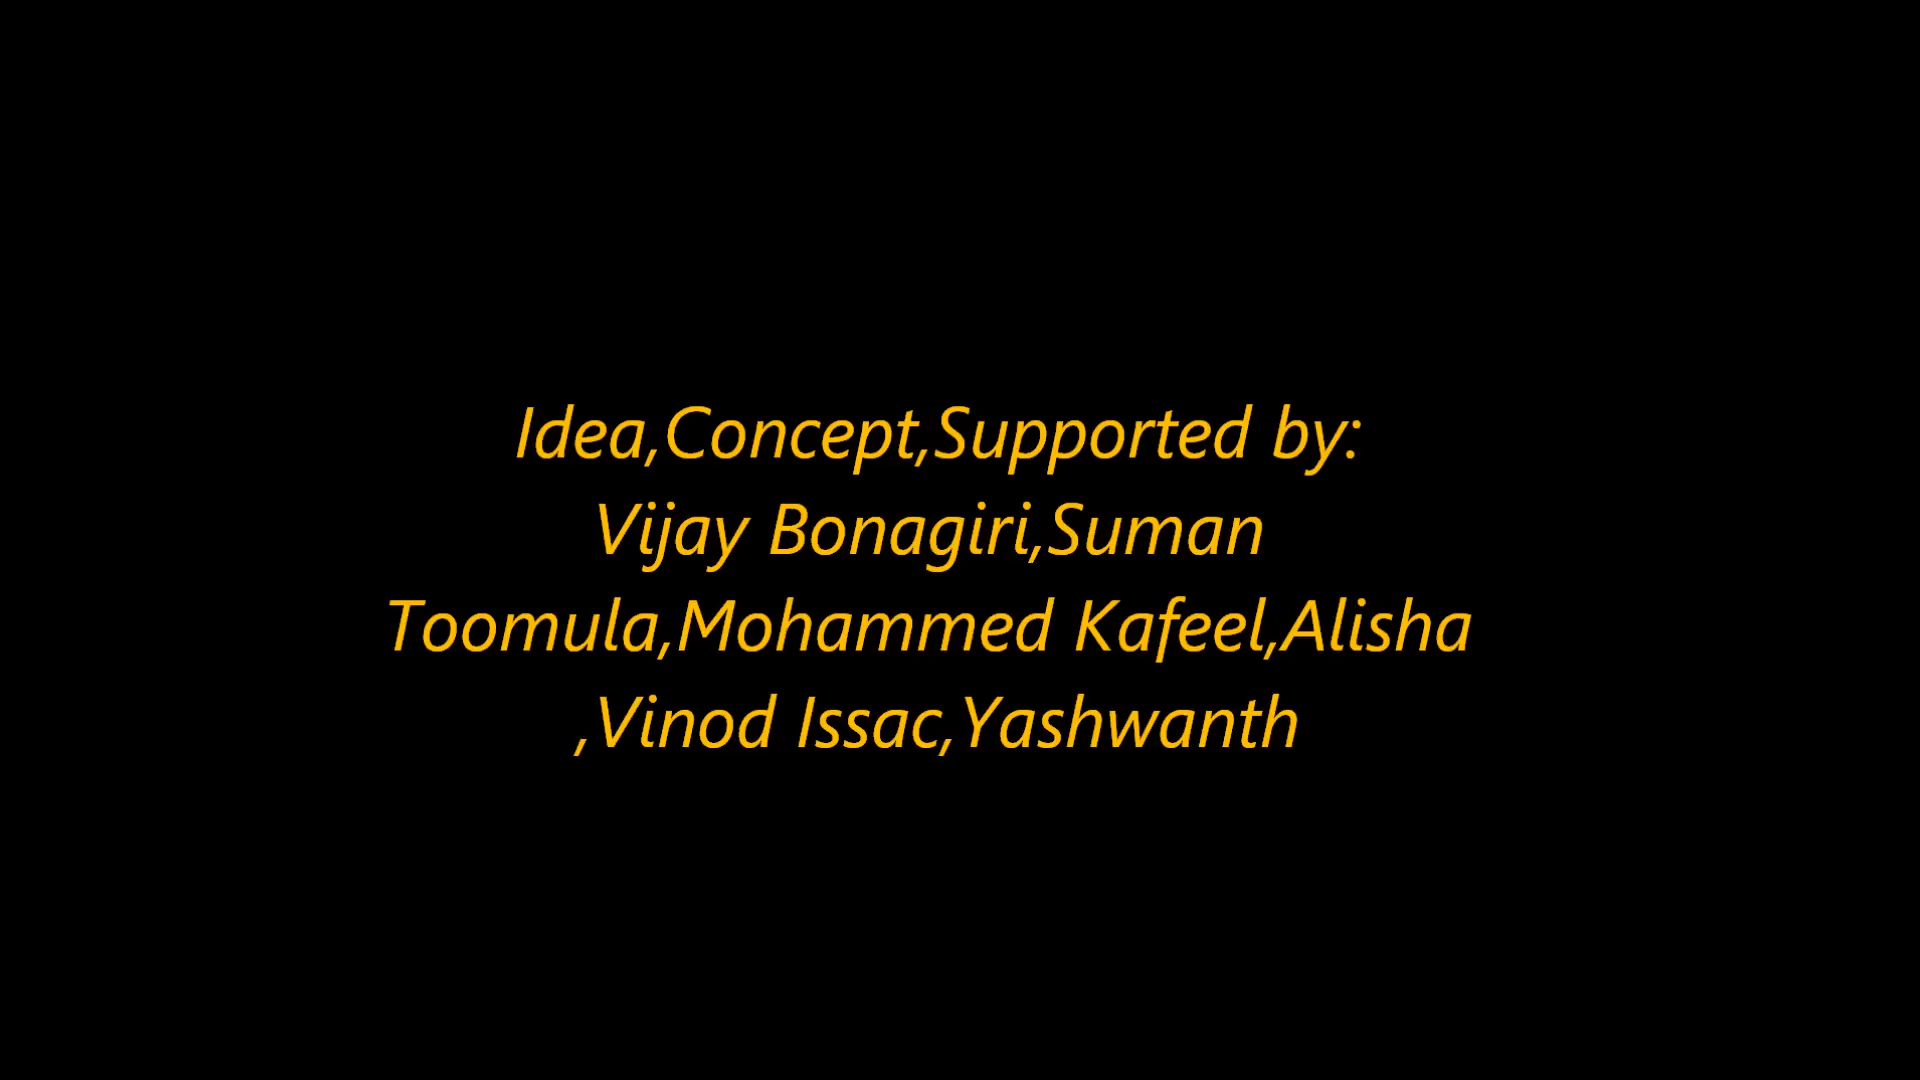 Idea,Concept,Supported by:
Vijay Bonagiri,Suman
Toomula,Mohammed Kafeel,Alisha
,Vinod Issac,Yashwanth